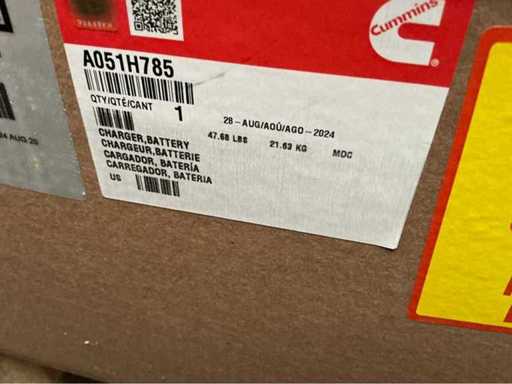 Cummins
A051H785
QTY/QTÉ/CANT 1
28-AUG/AOÛ/AGO-2024
47.68 LBS 21.63 KG MDC
CHARGER,BATTERY
CHARGEUR,BATTERIE
CARGADOR, BATERÍA
CARREGADOR, BATERIA
US